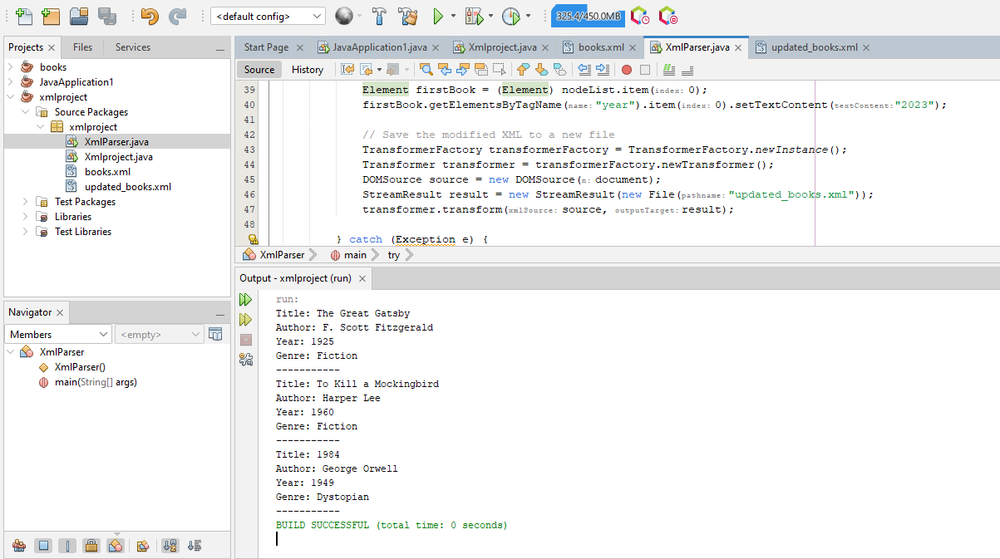 <default config>
325.4/450.0MB
Projects
Files
Services
books
JavaApplication1
xmlproject
Source Packages
xmlproject
XmlParser.java
Xmlproject.java
books.xml
updated_books.xml
Test Packages
Libraries
Test Libraries
Navigator
Members
<empty>
XmlParser
XmlParser()
main(String[] args)
Start Page
JavaApplication1.java
Xmlproject.java
books.xml
XmlParser.java
updated_books.xml
Source
History
39 Element firstBook = (Element) nodeList.item(index: 0);
40 firstBook.getElementsByTagName(name: "year").item(index: 0).setTextContent(textContent: "2023");
41
42 // Save the modified XML to a new file
43 TransformerFactory transformerFactory = TransformerFactory.newInstance();
44 Transformer transformer = transformerFactory.newTransformer();
45 DOMSource source = new DOMSource(n: document);
46 StreamResult result = new StreamResult(new File(pathname: "updated_books.xml"));
47 transformer.transform(xmlSource: source, outputTarget: result);
48
} catch (Exception e) {
XmlParser
main
try
Output - xmlproject (run)
run:
Title: The Great Gatsby
Author: F. Scott Fitzgerald
Year: 1925
Genre: Fiction
-----------
Title: To Kill a Mockingbird
Author: Harper Lee
Year: 1960
Genre: Fiction
-----------
Title: 1984
Author: George Orwell
Year: 1949
Genre: Dystopian
-----------
BUILD SUCCESSFUL (total time: 0 seconds)